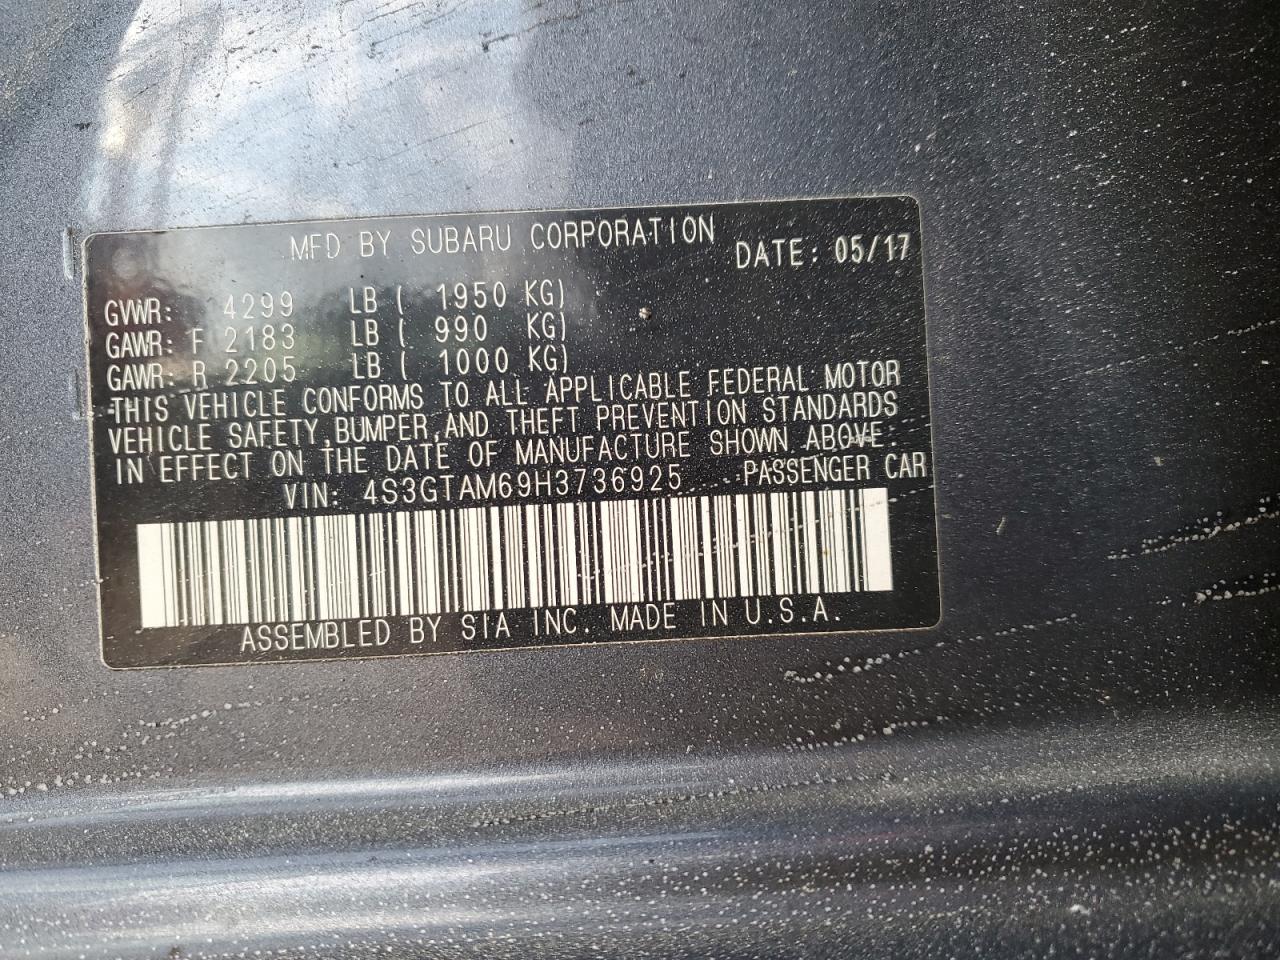 MFD BY SUBARU CORPORATION DATE: 05/17
GVWR: 4299 LB ( 1950 KG)
GAWR: F 2183 LB ( 990 KG)
GAWR: R 2205 LB ( 1000 KG)
THIS VEHICLE CONFORMS TO ALL APPLICABLE FEDERAL MOTOR
VEHICLE SAFETY,BUMPER,AND THEFT PREVENTION STANDARDS
IN EFFECT ON THE DATE OF MANUFACTURE SHOWN ABOVE.
VIN: 4S3GTAM69H3736925 PASSENGER CAR
ASSEMBLED BY SIA INC. MADE IN U.S.A.